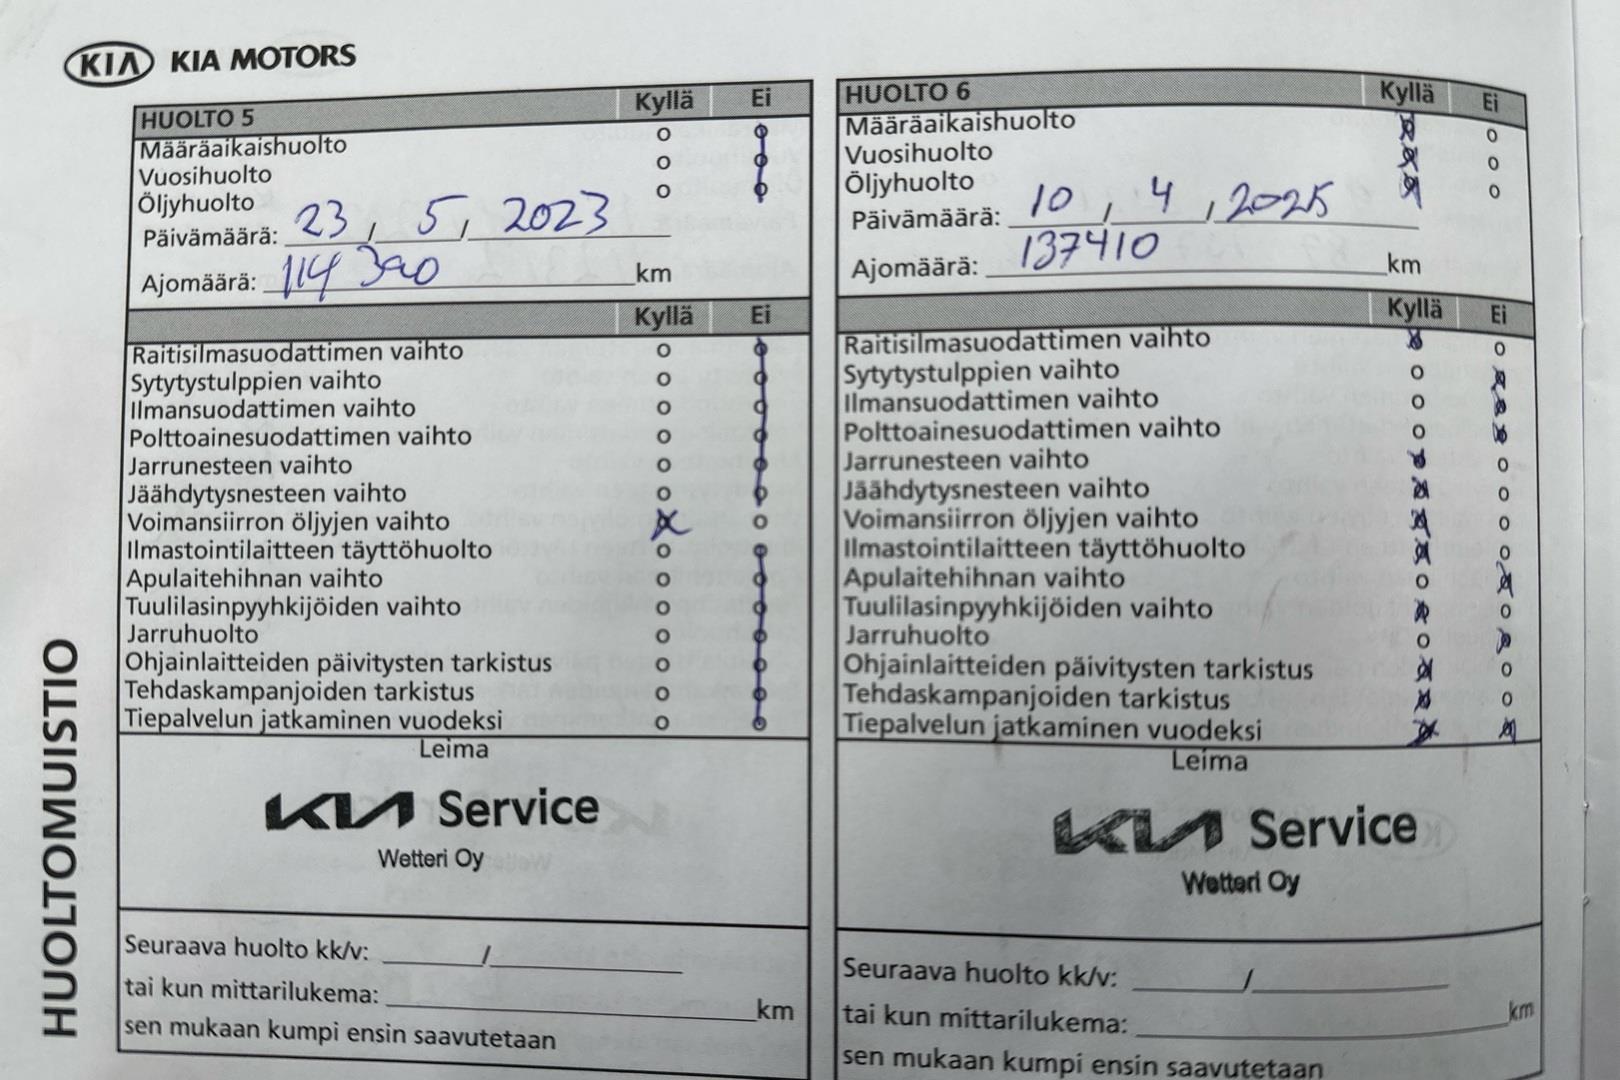 KIA KIA MOTORS
HUOLTOMUISTIO
HUOLTO 5 Kyllä Ei
Määräaikaishuolto
Vuosihuolto
Öljyhuolto
Päivämäärä: 23 / 5 / 2023
Ajomäärä: 114 390 km
Kyllä Ei
Raitisilmasuodattimen vaihto
Sytytystulppien vaihto
Ilmansuodattimen vaihto
Polttoainesuodattimen vaihto
Jarrunesteen vaihto
Jäähdytysnesteen vaihto
Voimansiirron öljyjen vaihto
Ilmastointilaitteen täyttöhuolto
Apulaitehihnan vaihto
Tuulilasinpyyhkijöiden vaihto
Jarruhuolto
Ohjainlaitteiden päivitysten tarkistus
Tehdaskampanjoiden tarkistus
Tiepalvelun jatkaminen vuodeksi
Leima
KIA Service
Wetteri Oy
Seuraava huolto kk/v: /
tai kun mittarilukema: km
sen mukaan kumpi ensin saavutetaan
HUOLTO 6 Kyllä Ei
Määräaikaishuolto
Vuosihuolto
Öljyhuolto
Päivämäärä: 10 / 4 / 2025
Ajomäärä: 137410 km
Kyllä Ei
Raitisilmasuodattimen vaihto
Sytytystulppien vaihto
Ilmansuodattimen vaihto
Polttoainesuodattimen vaihto
Jarrunesteen vaihto
Jäähdytysnesteen vaihto
Voimansiirron öljyjen vaihto
Ilmastointilaitteen täyttöhuolto
Apulaitehihnan vaihto
Tuulilasinpyyhkijöiden vaihto
Jarruhuolto
Ohjainlaitteiden päivitysten tarkistus
Tehdaskampanjoiden tarkistus
Tiepalvelun jatkaminen vuodeksi
Leima
KIA Service
Wetteri Oy
Seuraava huolto kk/v: /
tai kun mittarilukema: km
sen mukaan kumpi ensin saavutetaan